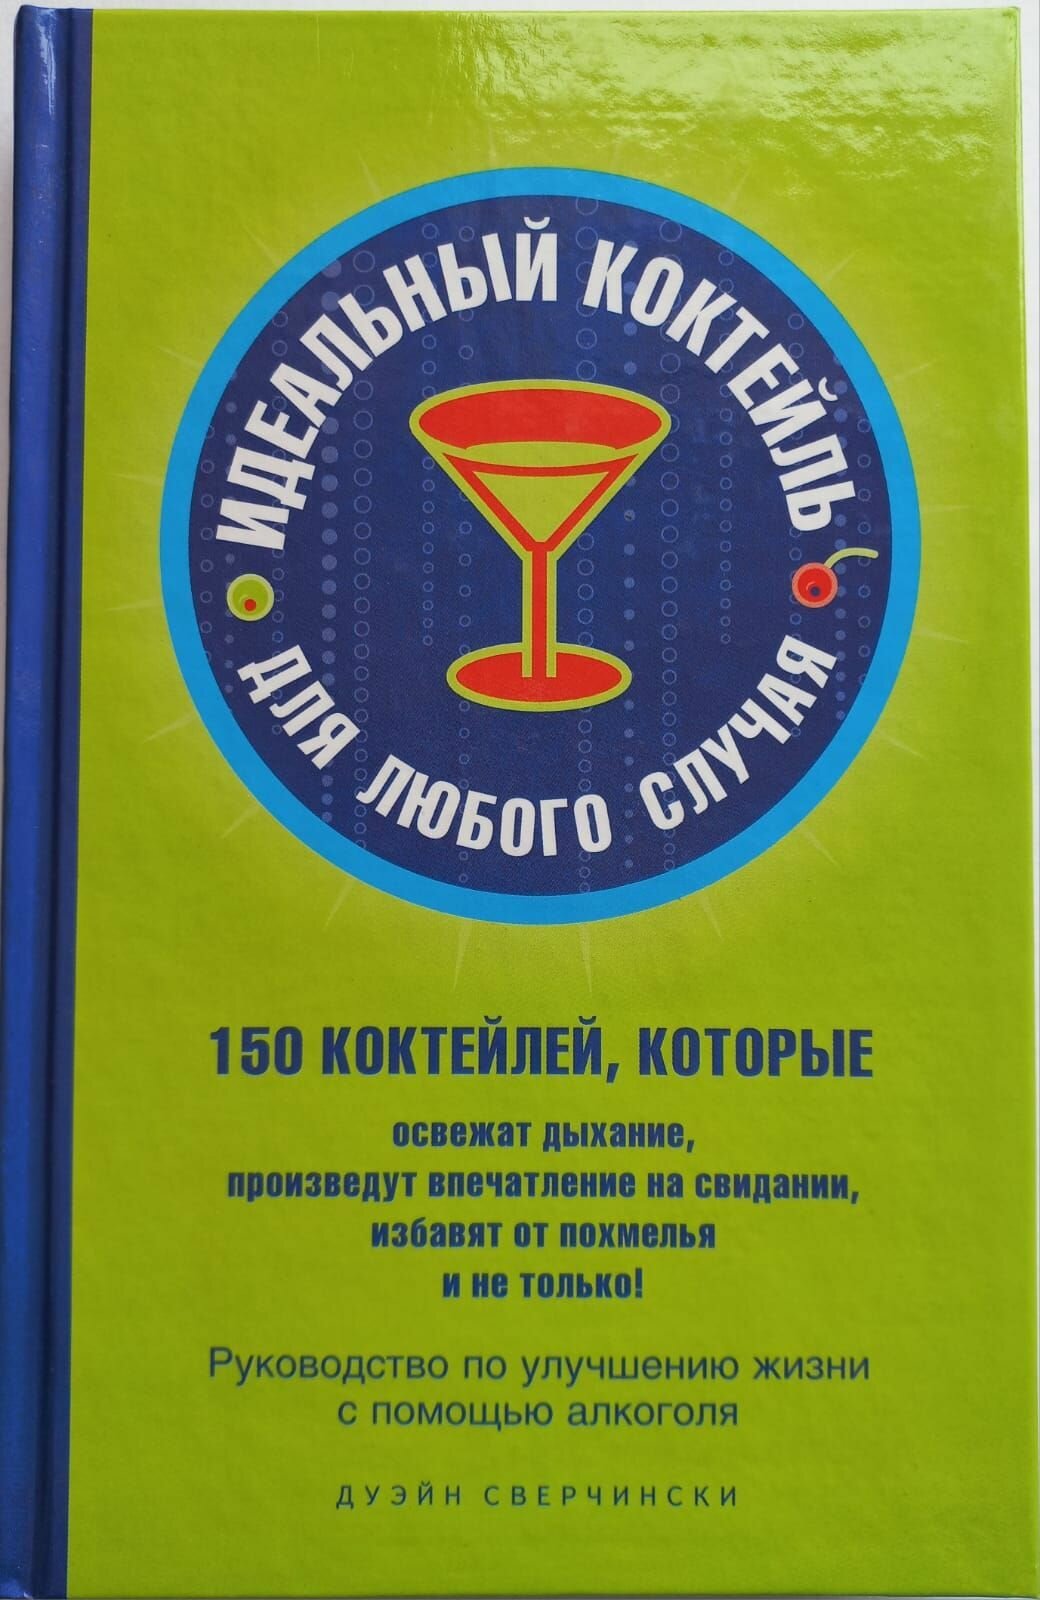 ИДЕАЛЬНЫЙ КОКТЕЙЛЬ
ДЛЯ ЛЮБОГО СЛУЧАЯ
150 КОКТЕЙЛЕЙ, КОТОРЫЕ
освежат дыхание,
произведут впечатление на свидании,
избавят от похмелья
и не только!
Руководство по улучшению жизни
с помощью алкоголя
ДУЭЙН СВЕРЧИНСКИ